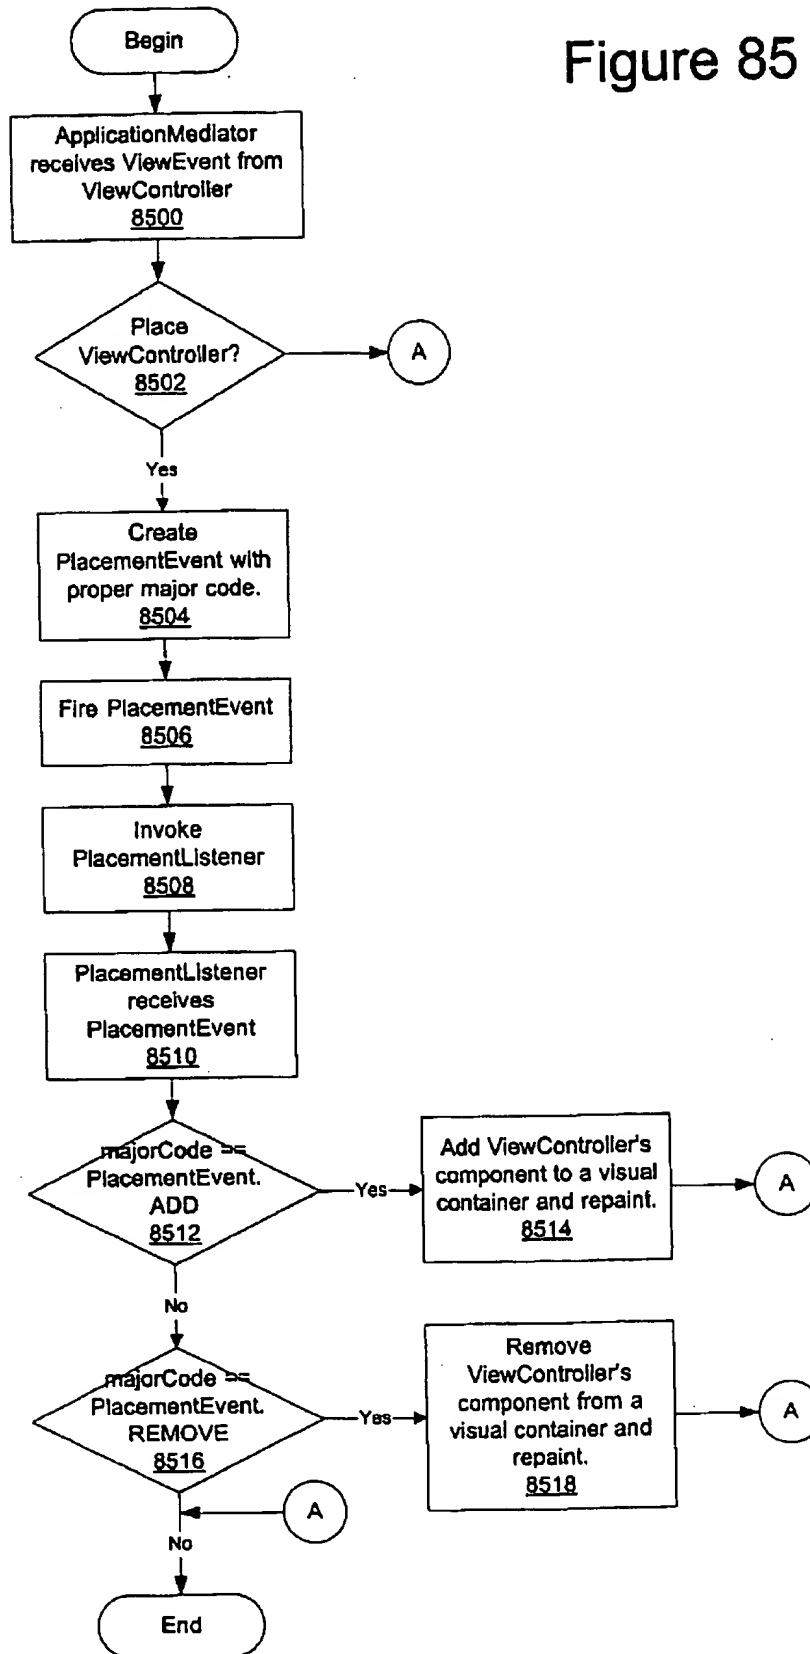 Figure 85
Begin
ApplicationMediator
receives ViewEvent from
ViewController
8500
Place
ViewController?
8502
A
Yes
Create
PlacementEvent with
proper major code.
8504
Fire PlacementEvent
8506
Invoke
PlacementListener
8508
PlacementListener
receives
PlacementEvent
8510
majorCode ==
PlacementEvent.
ADD
8512
Yes
Add ViewController's
component to a visual
container and repaint.
8514
A
No
majorCode ==
PlacementEvent.
REMOVE
8516
Yes
Remove
ViewController's
component from a
visual container and
repaint.
8518
A
A
No
End